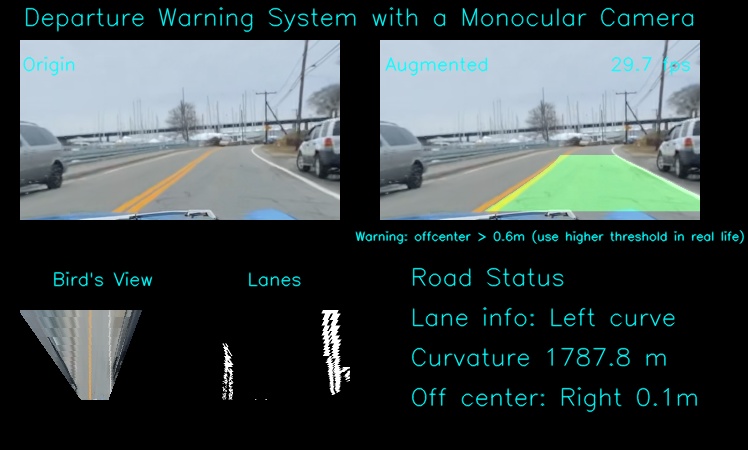 Departure Warning System with a Monocular Camera
Origin
Augmented
29.7 fps
Warning: offcenter > 0.6m (use higher threshold in real life)
Bird's View
Lanes
Road Status
Lane info: Left curve
Curvature 1787.8 m
Off center: Right 0.1m